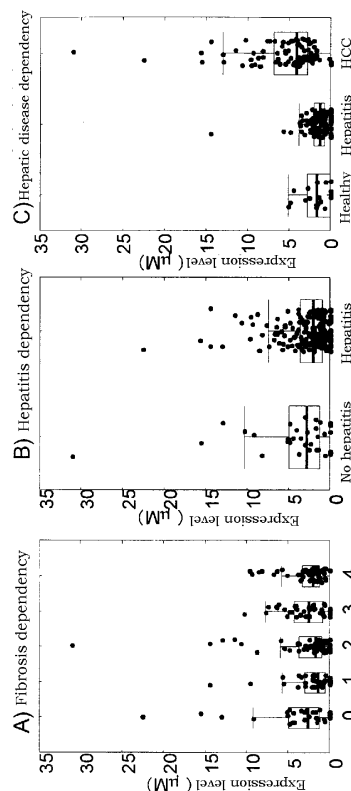 A) Fibrosis dependency
Expression level ( μM)
35
30
25
20
15
10
5
0
0 1 2 3 4
B) Hepatitis dependency
Expression level ( μM)
35
30
25
20
15
10
5
0
No hepatitis Hepatitis
C) Hepatic disease dependency
Expression level ( μM)
35
30
25
20
15
10
5
0
Healthy Hepatitis HCC